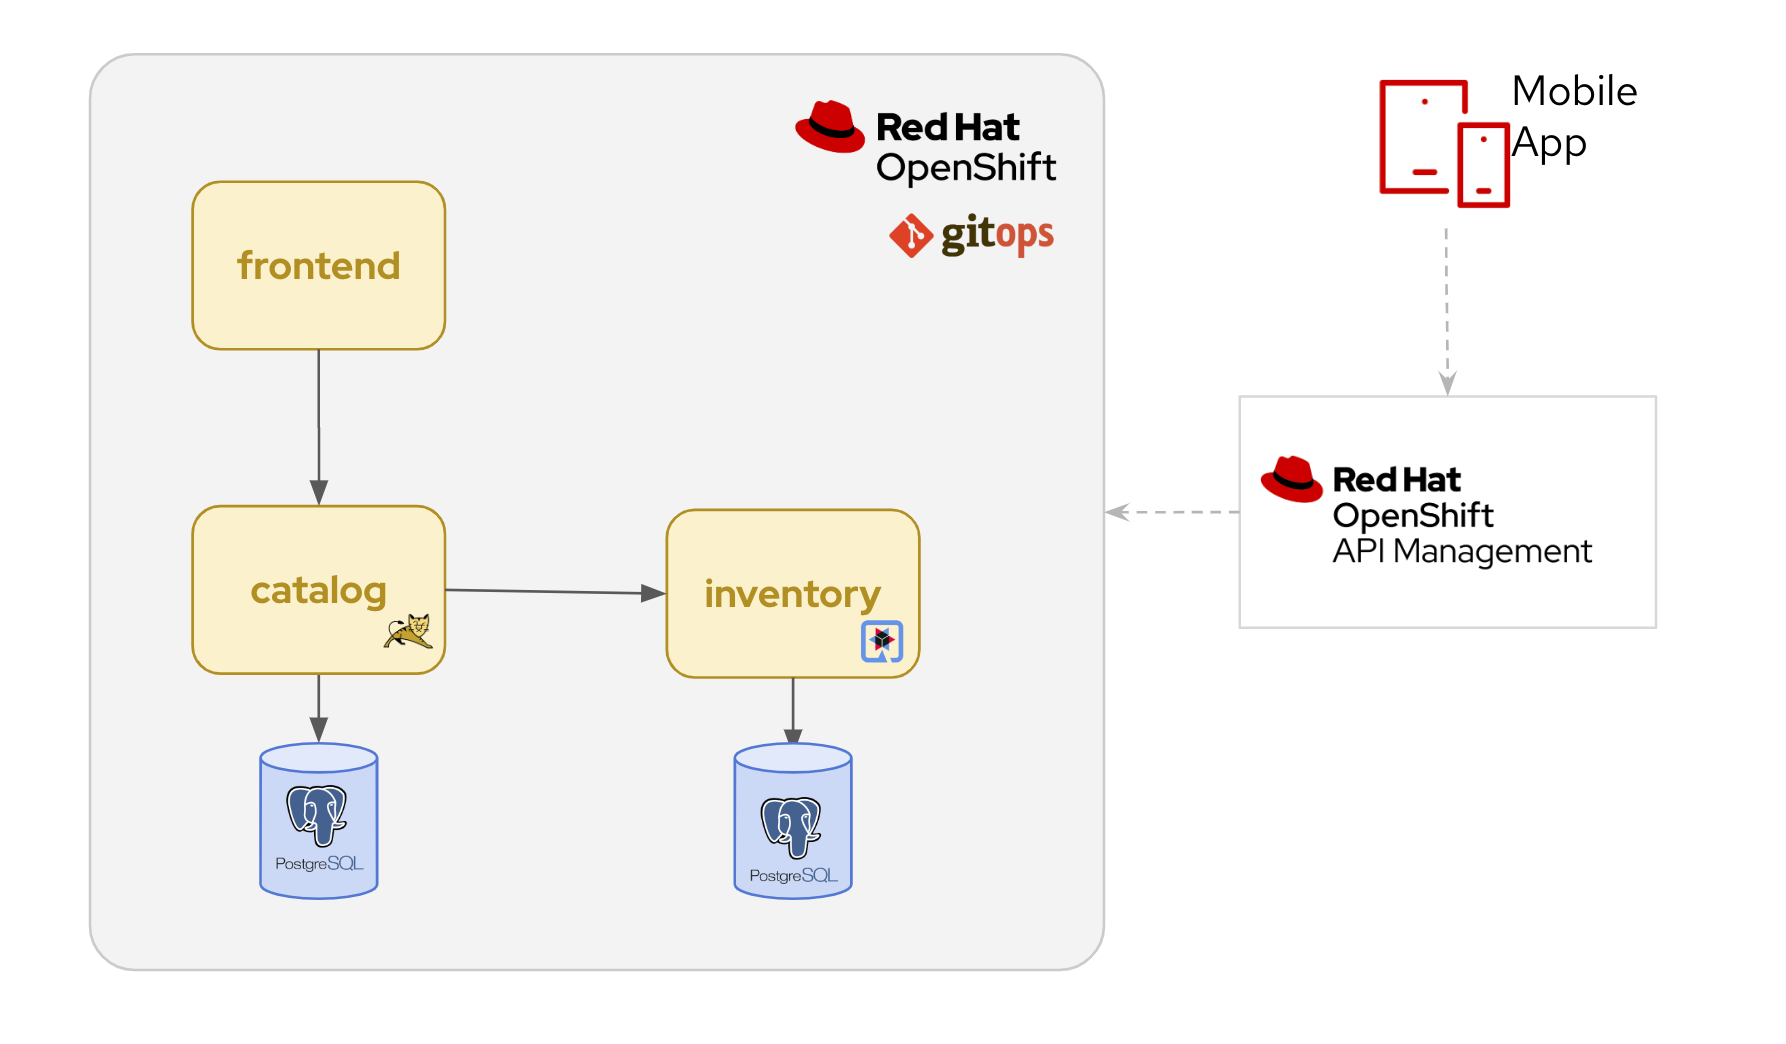 Red Hat
OpenShift
gitops
frontend
catalog
inventory
PostgreSQL
PostgreSQL
Mobile
App
Red Hat
OpenShift
API Management